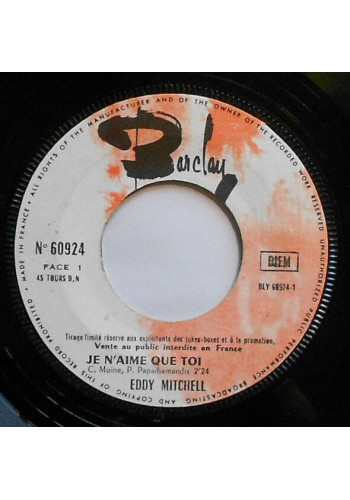 ALL RIGHTS OF THE MANUFACTURER AND OF THE OWNER OF THE RECORDED WORK RESERVED
UNAUTHORISED PUBLIC PERFORMANCE BROADCASTING AND COPYING OF THIS RECORD PROHIBITED
MADE IN FRANCE
Barclay
N° 60924
FACE 1
45 TOURS D,N
BIEM
BLY 60924-1
Tirage limité réservé aux exploitants des jukes-boxes et à la promotion,
Vente au public interdite en France
JE N'AIME QUE TOI
C. Moine, P. Papadiamandis 2'24
EDDY MITCHELL